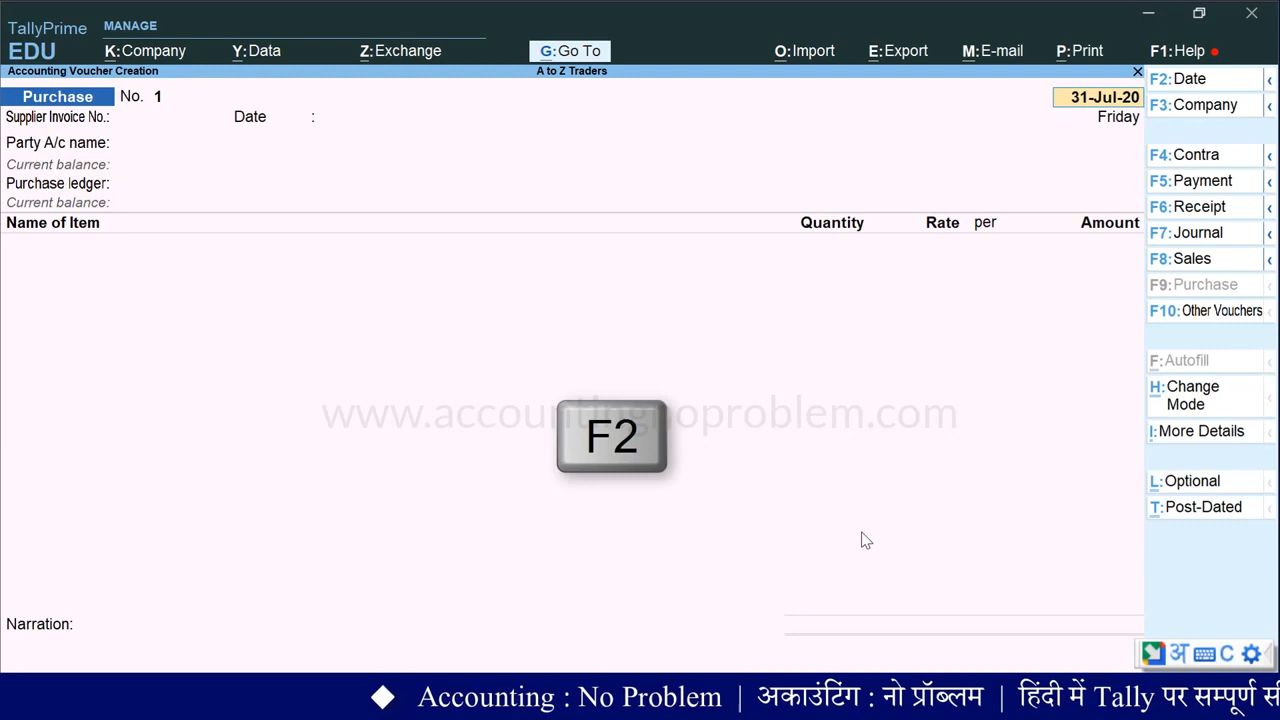 TallyPrime MANAGE
EDU K:Company Y:Data Z:Exchange G:Go To O:Import E:Export M:E-mail P:Print F1:Help
Accounting Voucher Creation A to Z Traders
Purchase No. 1 31-Jul-20
Supplier Invoice No.: Date : Friday
Party A/c name:
Current balance:
Purchase ledger:
Current balance:
Name of Item Quantity Rate per Amount
F2:Date
F3:Company
F4:Contra
F5:Payment
F6:Receipt
F7:Journal
F8:Sales
F9:Purchase
F10:Other Vouchers
F:Autofill
H:Change
Mode
I:More Details
L:Optional
T:Post-Dated
www.accountingnoproblem.com
F2
Narration:
अ C
Accounting : No Problem | अकाउंटिंग : नो प्रॉब्लम | हिंदी में Tally पर सम्पूर्ण